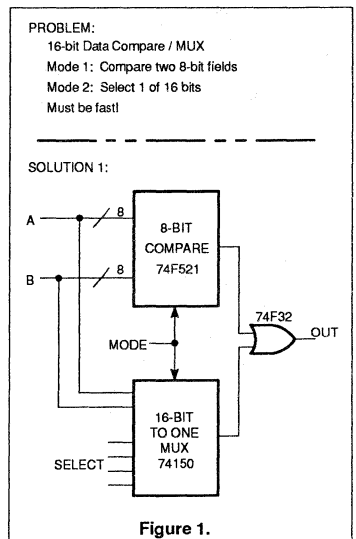 PROBLEM:
16-bit Data Compare / MUX
Mode 1: Compare two 8-bit fields
Mode 2: Select 1 of 16 bits
Must be fast!
SOLUTION 1:
A
8
8-BIT
COMPARE
74F521
B
8
74F32
OUT
MODE
16-BIT
TO ONE
MUX
74150
SELECT
Figure 1.